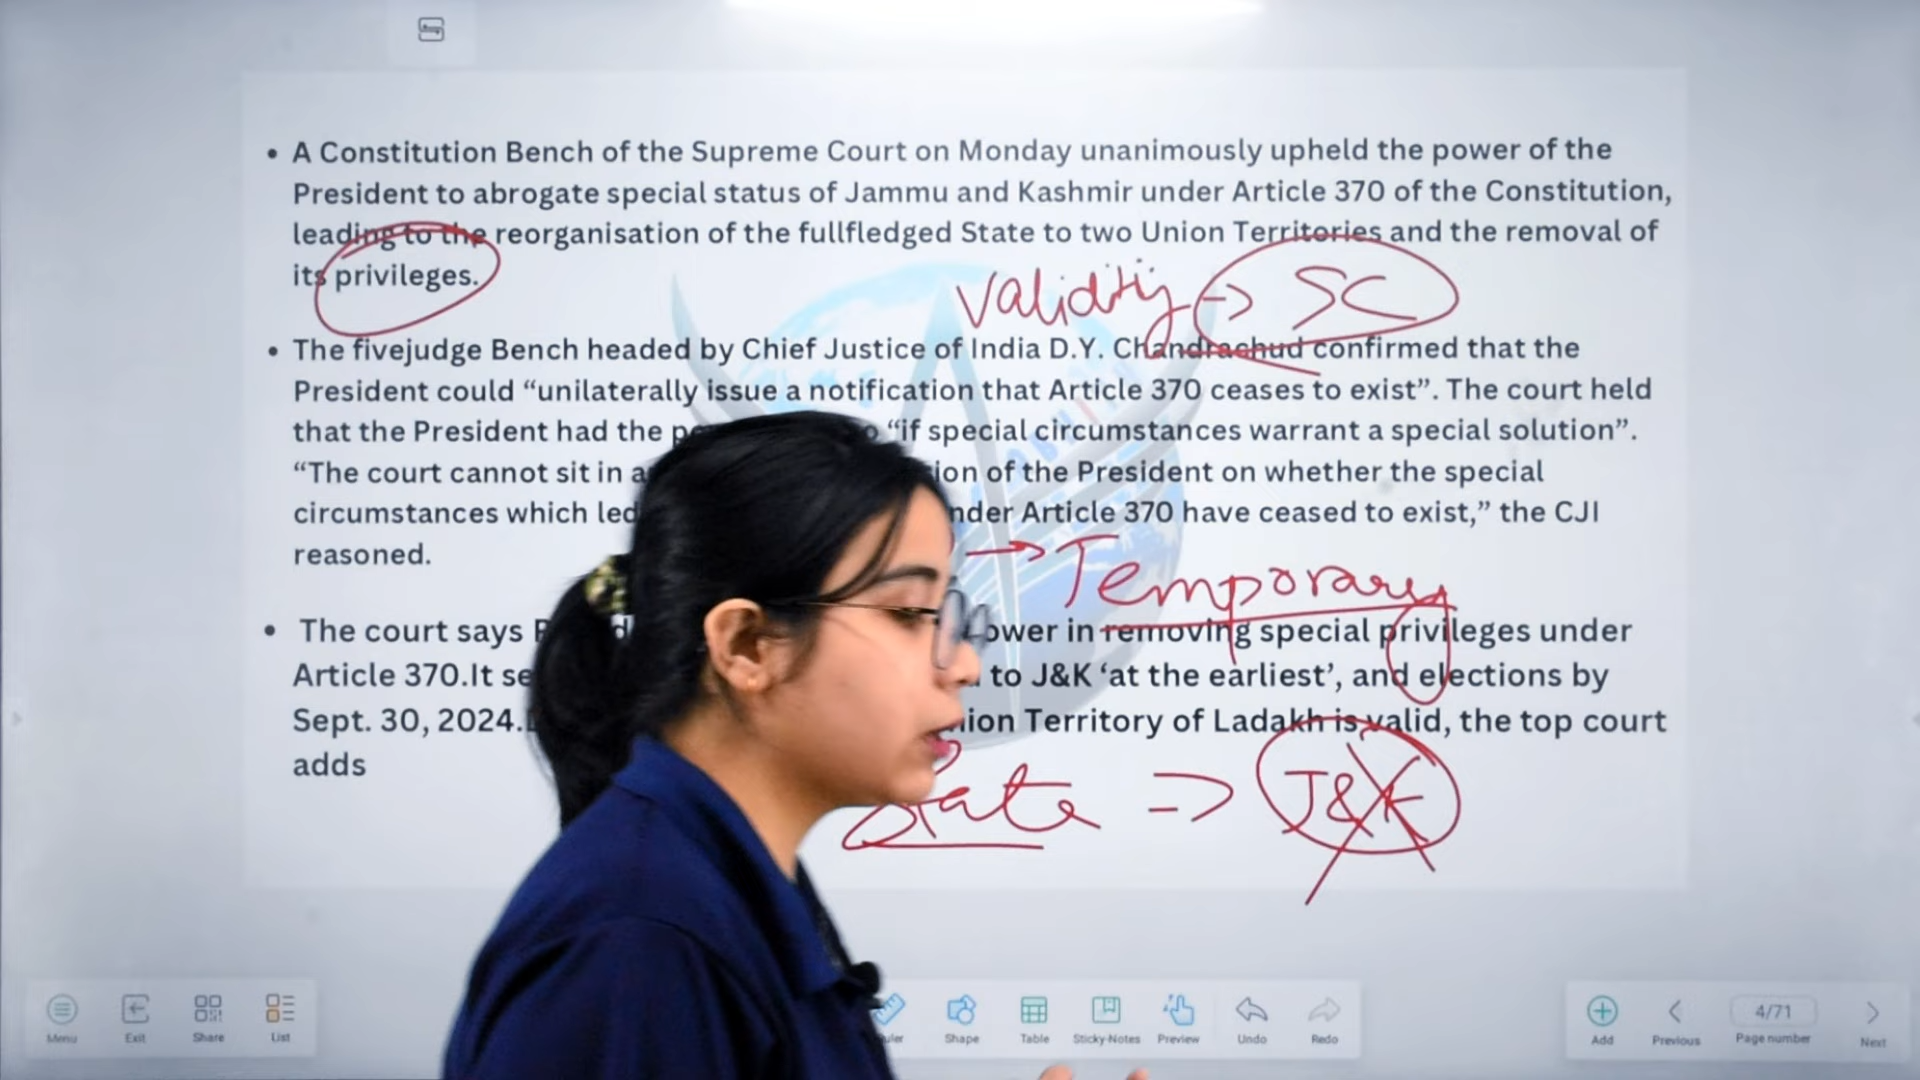 • A Constitution Bench of the Supreme Court on Monday unanimously upheld the power of the
President to abrogate special status of Jammu and Kashmir under Article 370 of the Constitution,
leading to the reorganisation of the fullfledged State to two Union Territories and the removal of
its privileges.
Validity -> SC
• The fivejudge Bench headed by Chief Justice of India D.Y. Chandrachud confirmed that the
President could “unilaterally issue a notification that Article 370 ceases to exist”. The court held
that the President had the “if special circumstances warrant a special solution”.
“The court cannot sit in of the President on whether the special
circumstances which led Article 370 have ceased to exist,” the CJI
reasoned.
→ Temporary
• The court says in removing special privileges under
Article 370.It to J&K ‘at the earliest’, and elections by
Sept. 30, 2024. Territory of Ladakh is valid, the top court
adds
State => J&K
Menu
Exit
Share
List
Shape
Table
Sticky-Notes
Preview
Undo
Redo
Add
Previous
4/71
Page number
Next